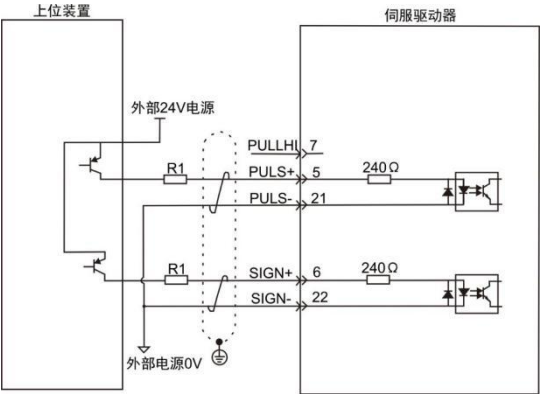 上位装置
伺服驱动器
外部24V电源
PULLHI 7
R1
PULS+ 5
240Ω
PULS- 21
R1
SIGN+ 6
240Ω
SIGN- 22
外部电源0V